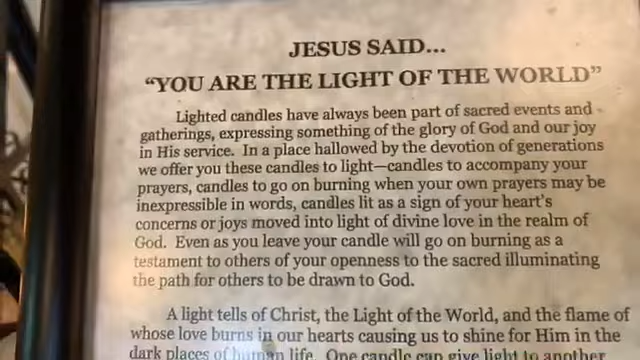 JESUS SAID...
"YOU ARE THE LIGHT OF THE WORLD"
Lighted candles have always been part of sacred events and
gatherings, expressing something of the glory of God and our joy
in His service. In a place hallowed by the devotion of generations
we offer you these candles to light—candles to accompany your
prayers, candles to go on burning when your own prayers may be
inexpressible in words, candles lit as a sign of your heart's
concerns or joys moved into light of divine love in the realm of
God. Even as you leave your candle will go on burning as a
testament to others of your openness to the sacred illuminating
the path for others to be drawn to God.
A light tells of Christ, the Light of the World, and the flame of
whose love burns in our hearts causing us to shine for Him in the
dark places of human life. One candle can give light to another